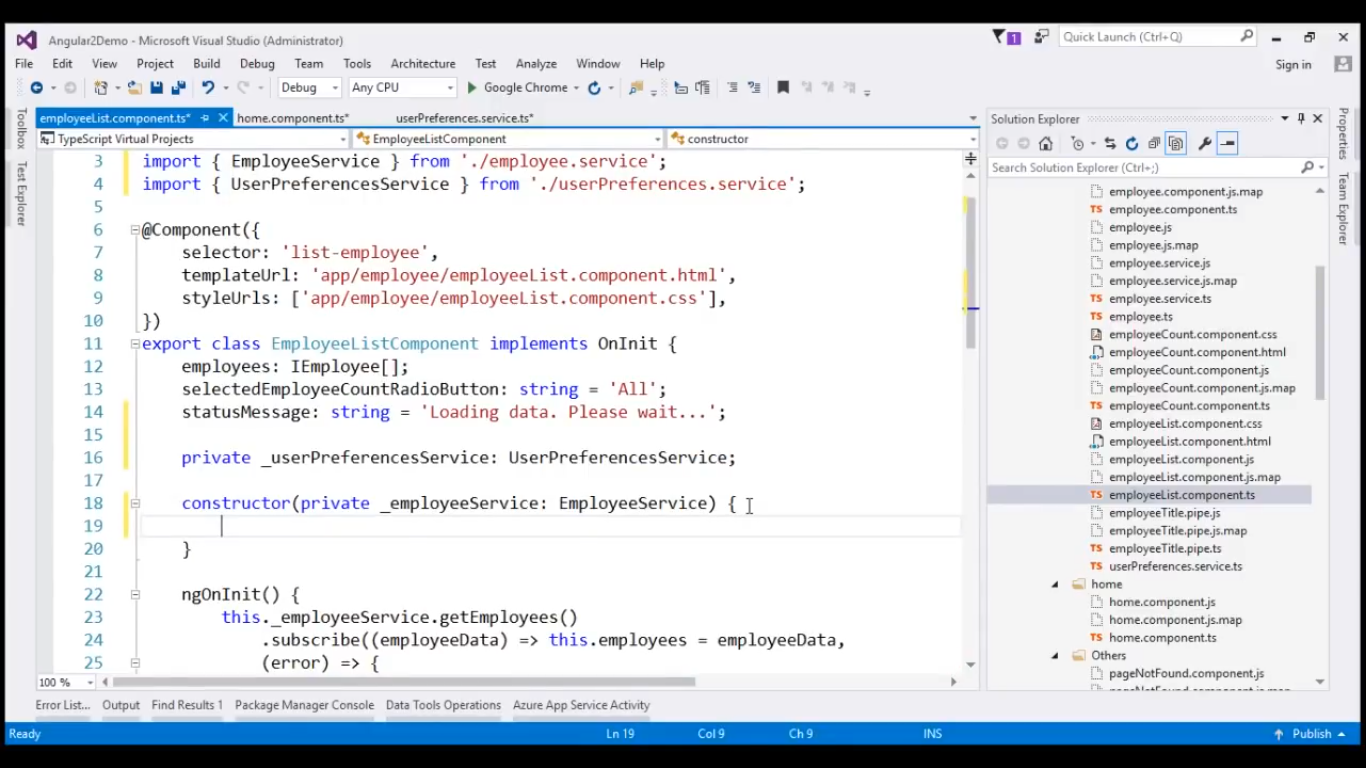 Angular2Demo - Microsoft Visual Studio (Administrator)
1
Quick Launch (Ctrl+Q)
File Edit View Project Build Debug Team Tools Architecture Test Analyze Window Help
Sign in
Debug Any CPU Google Chrome
Toolbox
Test Explorer
employeeList.component.ts* home.component.ts* userPreferences.service.ts*
TypeScript Virtual Projects EmployeeListComponent constructor
3 import { EmployeeService } from './employee.service';
4 import { UserPreferencesService } from './userPreferences.service';
5
6 @Component({
7 selector: 'list-employee',
8 templateUrl: 'app/employee/employeeList.component.html',
9 styleUrls: ['app/employee/employeeList.component.css'],
10 })
11 export class EmployeeListComponent implements OnInit {
12 employees: IEmployee[];
13 selectedEmployeeCountRadioButton: string = 'All';
14 statusMessage: string = 'Loading data. Please wait...';
15
16 private _userPreferencesService: UserPreferencesService;
17
18 constructor(private _employeeService: EmployeeService) {
19
20 }
21
22 ngOnInit() {
23 this._employeeService.getEmployees()
24 .subscribe((employeeData) => this.employees = employeeData,
25 (error) => {
100 %
Solution Explorer
Search Solution Explorer (Ctrl+;)
employee.component.js.map
TS employee.component.ts
employee.js
employee.js.map
employee.service.js
employee.service.js.map
TS employee.service.ts
TS employee.ts
employeeCount.component.css
employeeCount.component.html
employeeCount.component.js
employeeCount.component.js.map
TS employeeCount.component.ts
employeeList.component.css
employeeList.component.html
employeeList.component.js
employeeList.component.js.map
TS employeeList.component.ts
employeeTitle.pipe.js
employeeTitle.pipe.js.map
TS employeeTitle.pipe.ts
TS userPreferences.service.ts
home
home.component.js
home.component.js.map
TS home.component.ts
Others
pageNotFound.component.js
Properties
Team Explorer
Error List... Output Find Results 1 Package Manager Console Data Tools Operations Azure App Service Activity
Ready Ln 19 Col 9 Ch 9 INS Publish